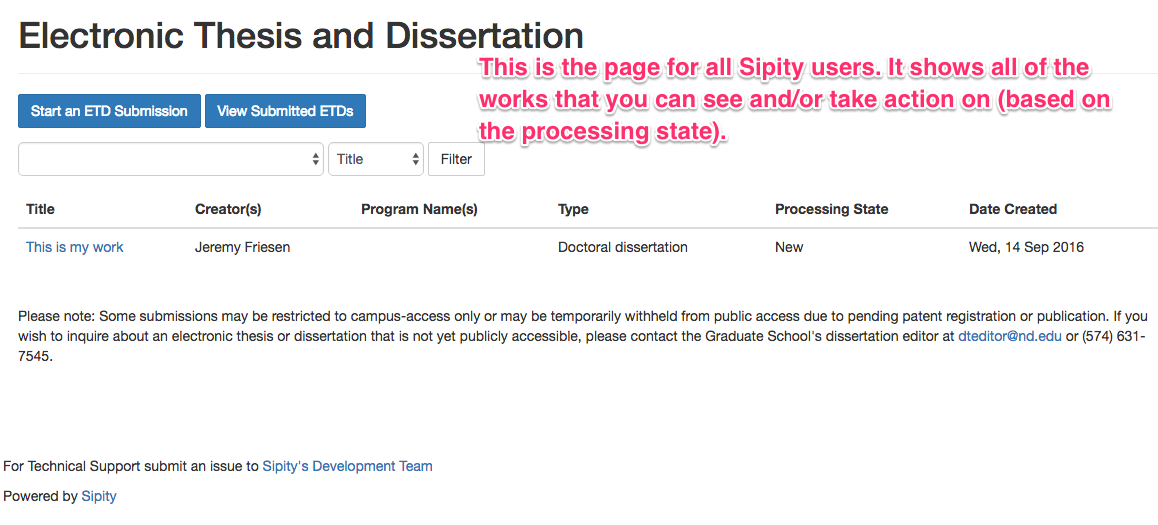 Electronic Thesis and Dissertation
This is the page for all Sipity users. It shows all of the
works that you can see and/or take action on (based on
the processing state).
Start an ETD Submission View Submitted ETDs
Title Filter
Title Creator(s) Program Name(s) Type Processing State Date Created
This is my work Jeremy Friesen Doctoral dissertation New Wed, 14 Sep 2016
Please note: Some submissions may be restricted to campus-access only or may be temporarily withheld from public access due to pending patent registration or publication. If you
wish to inquire about an electronic thesis or dissertation that is not yet publicly accessible, please contact the Graduate School's dissertation editor at dteditor@nd.edu or (574) 631-
7545.
For Technical Support submit an issue to Sipity's Development Team
Powered by Sipity